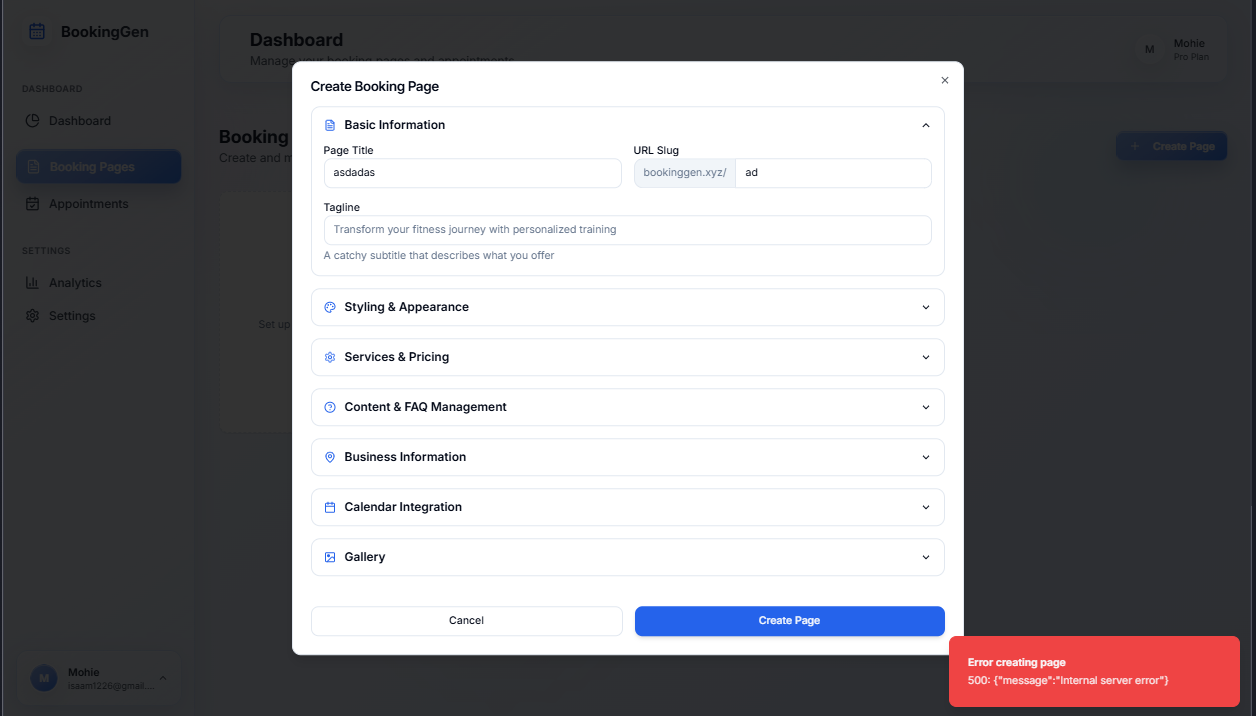 BookingGen
DASHBOARD
Dashboard
Booking Pages
Appointments
SETTINGS
Analytics
Settings
Mohie
isaam1226@gmail....
M
Dashboard
Manage your booking pages and appointments
M
Mohie
Pro Plan
Booking
Create and m
Create Page
Set up
Create Booking Page
Basic Information
Page Title
asdadas
URL Slug
bookinggen.xyz/
ad
Tagline
Transform your fitness journey with personalized training
A catchy subtitle that describes what you offer
Styling & Appearance
Services & Pricing
Content & FAQ Management
Business Information
Calendar Integration
Gallery
Cancel
Create Page
Error creating page
500: {"message":"Internal server error"}